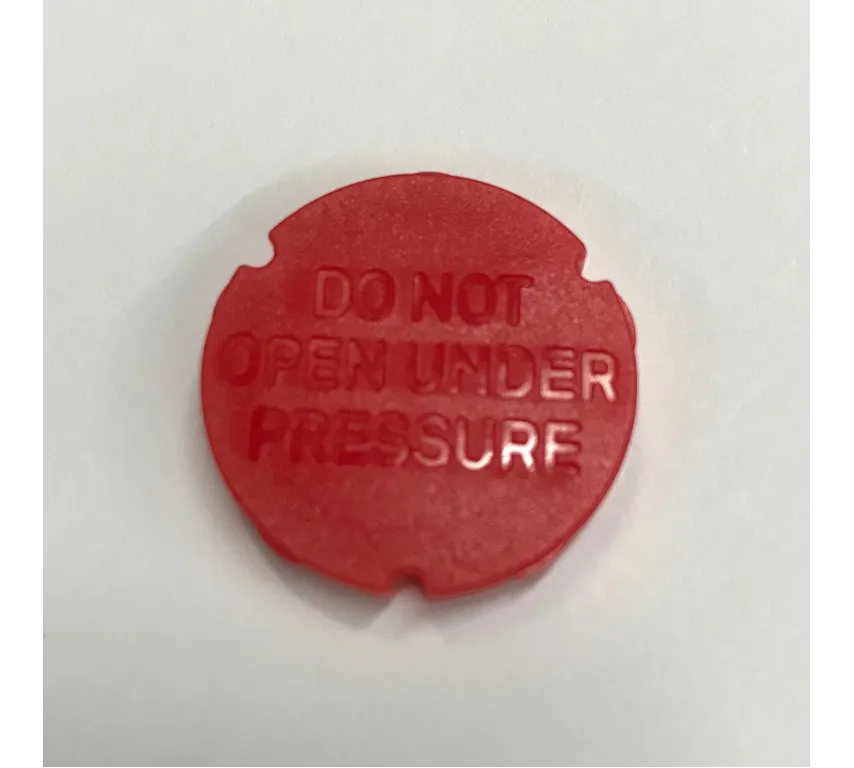 DO NOT
OPEN UNDER
PRESSURE